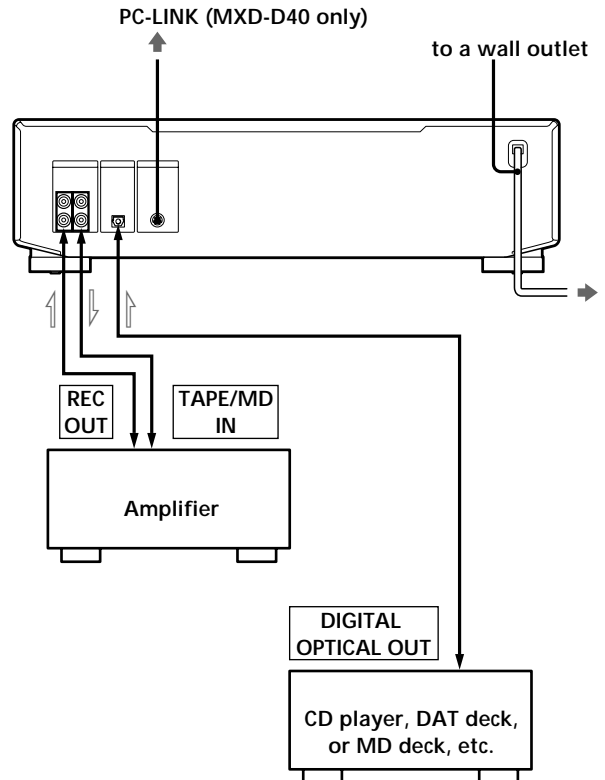 PC-LINK (MXD-D40 only)
to a wall outlet
REC
OUT
TAPE/MD
IN
Amplifier
DIGITAL
OPTICAL OUT
CD player, DAT deck,
or MD deck, etc.